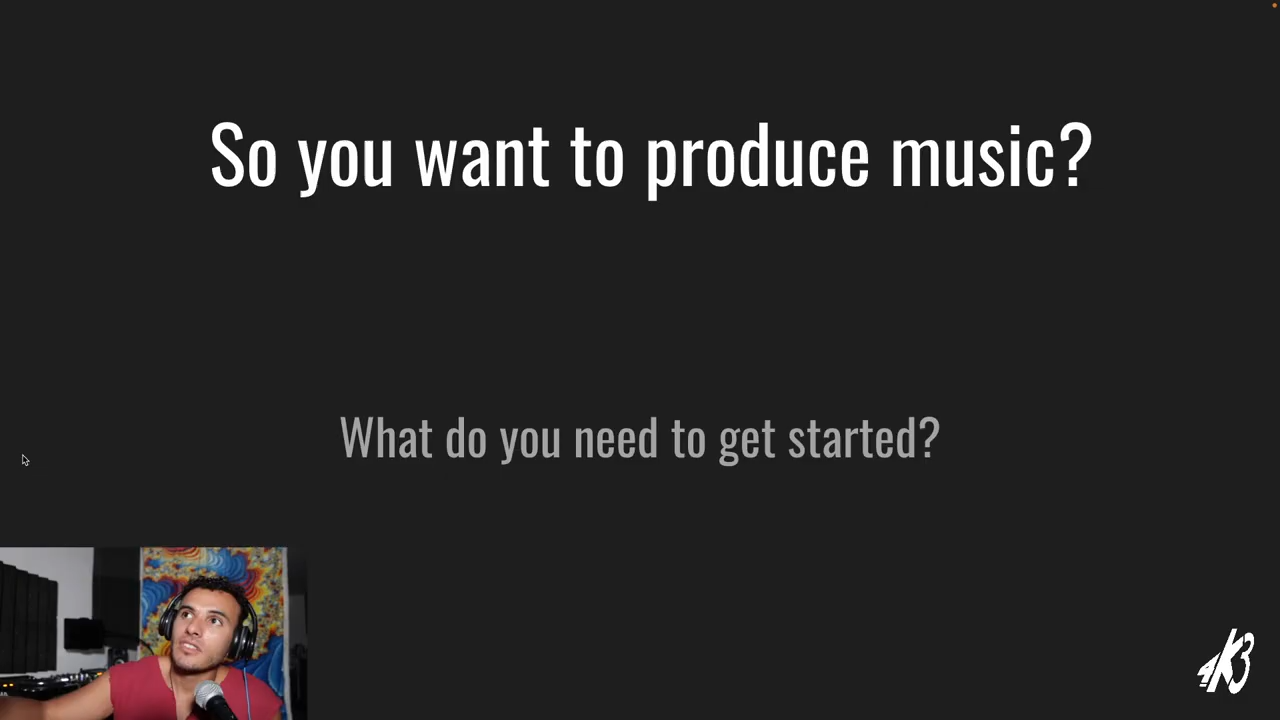 So you want to produce music?
What do you need to get started?